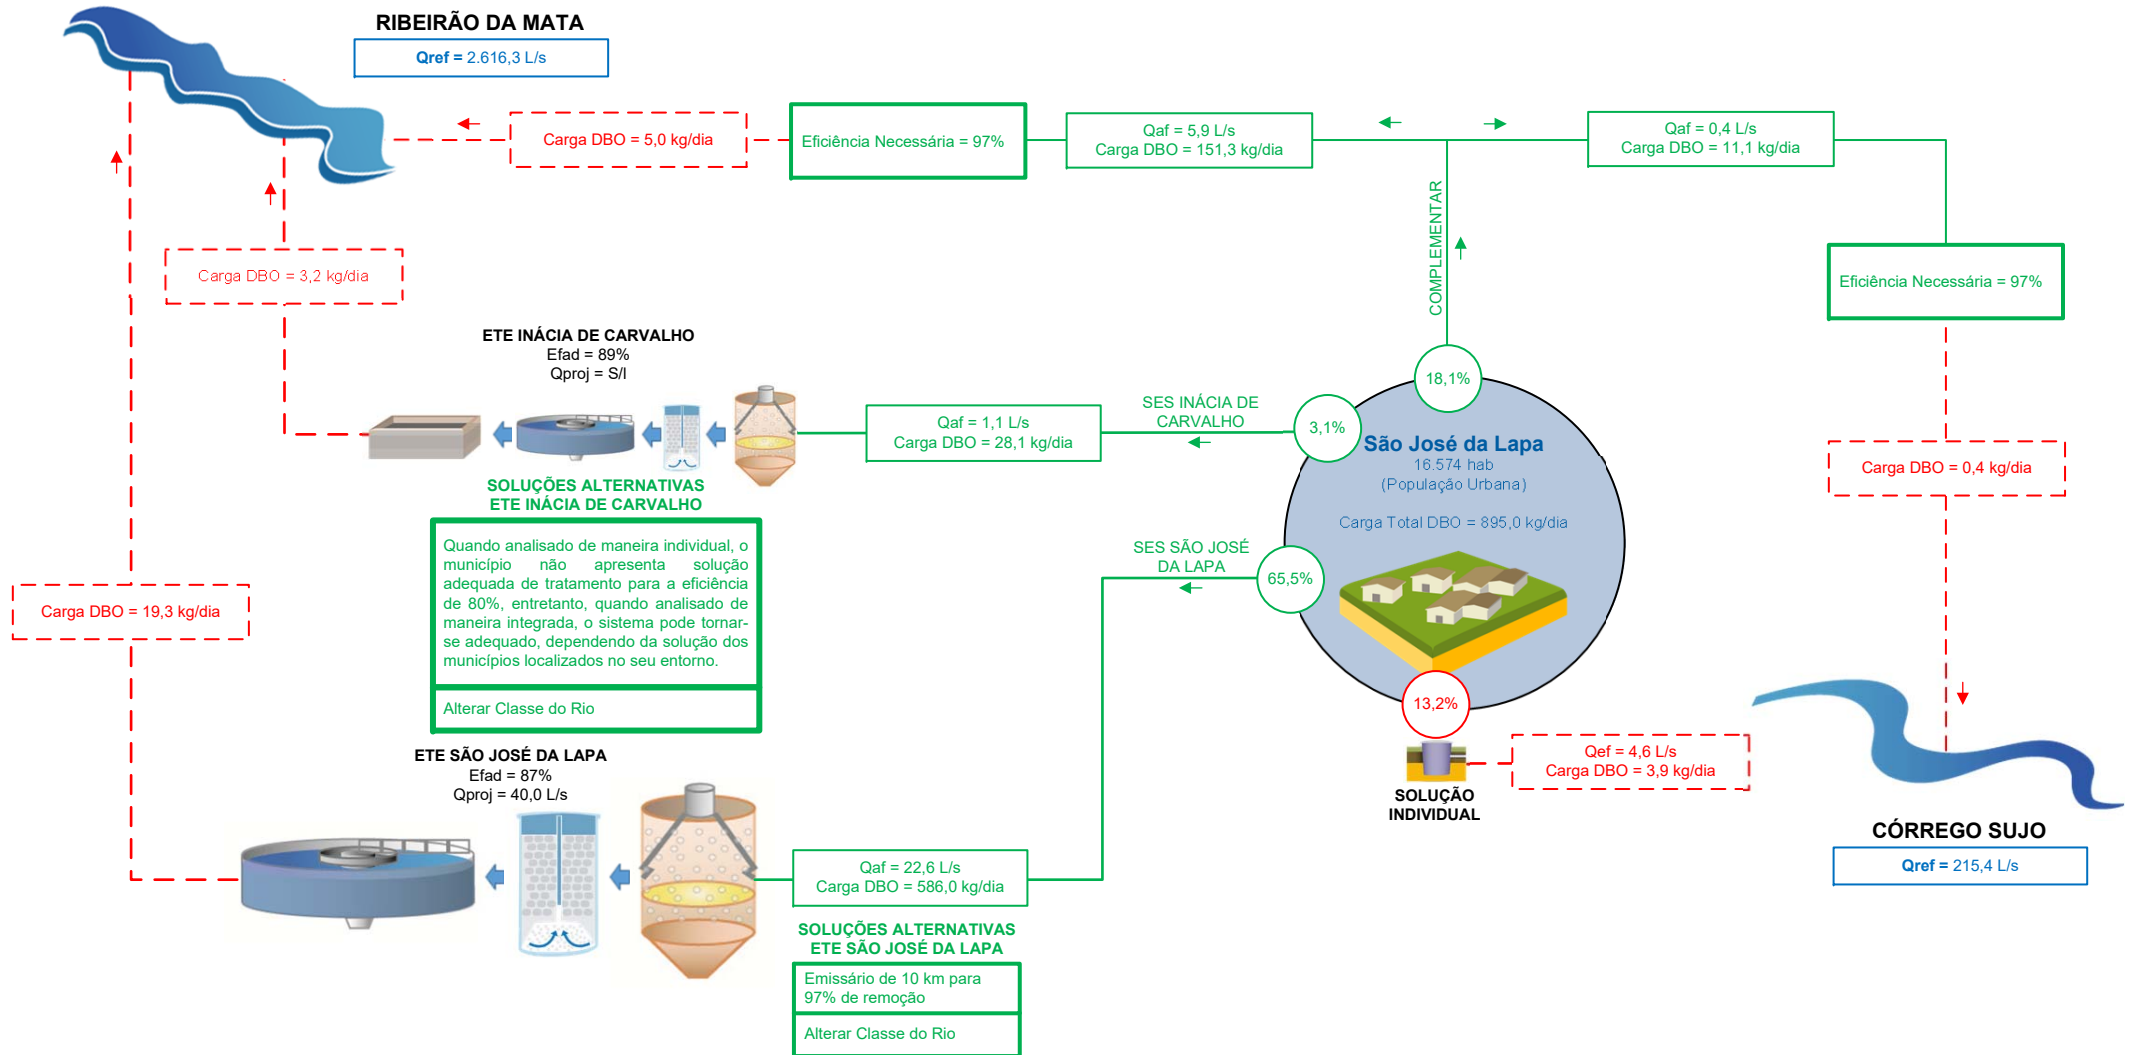 RIBEIRÃO DA MATA
Qref = 2.616,3 L/s
Carga DBO = 5,0 kg/dia
Eficiência Necessária = 97%
Qaf = 5,9 L/s
Carga DBO = 151,3 kg/dia
Qaf = 0,4 L/s
Carga DBO = 11,1 kg/dia
COMPLEMENTAR
Carga DBO = 3,2 kg/dia
Eficiência Necessária = 97%
ETE INÁCIA DE CARVALHO
Efad = 89%
Qproj = S/I
18,1%
SES INÁCIA DE
CARVALHO
Qaf = 1,1 L/s
Carga DBO = 28,1 kg/dia
3,1%
São José da Lapa
16.574 hab
(População Urbana)
Carga Total DBO = 895,0 kg/dia
Carga DBO = 0,4 kg/dia
SOLUÇÕES ALTERNATIVAS
ETE INÁCIA DE CARVALHO
Quando analisado de maneira individual, o
município não apresenta solução
adequada de tratamento para a eficiência
de 80%, entretanto, quando analisado de
maneira integrada, o sistema pode tornar-
se adequado, dependendo da solução dos
municípios localizados no seu entorno.
Alterar Classe do Rio
SES SÃO JOSÉ
DA LAPA
65,5%
Carga DBO = 19,3 kg/dia
13,2%
Qef = 4,6 L/s
Carga DBO = 3,9 kg/dia
SOLUÇÃO
INDIVIDUAL
ETE SÃO JOSÉ DA LAPA
Efad = 87%
Qproj = 40,0 L/s
CÓRREGO SUJO
Qref = 215,4 L/s
Qaf = 22,6 L/s
Carga DBO = 586,0 kg/dia
SOLUÇÕES ALTERNATIVAS
ETE SÃO JOSÉ DA LAPA
Emissário de 10 km para
97% de remoção
Alterar Classe do Rio